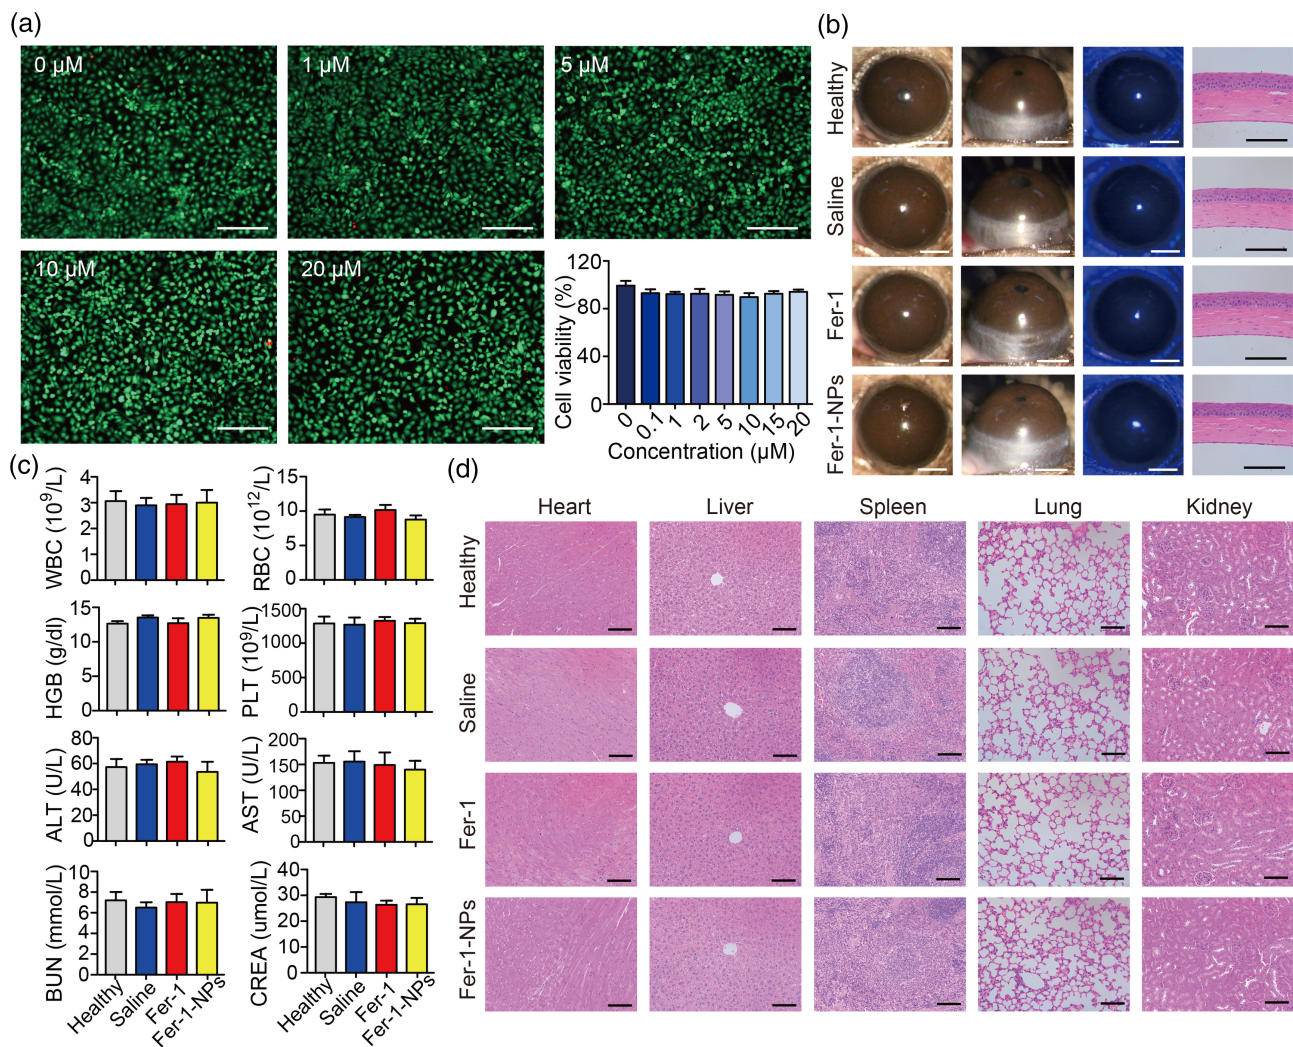 (a)
0 µM
1 µM
5 µM
10 µM
20 µM
Cell viability (%)
120
80
40
0
0
0.1
1
2
5
10
15
20
Concentration (µM)
(b)
Healthy
Saline
Fer-1
Fer-1-NPs
(c)
WBC (10⁹/L)
4
3
2
1
0
RBC (10¹²/L)
15
10
5
0
HGB (g/dl)
15
10
5
0
PLT (10⁹/L)
1500
1000
500
0
ALT (U/L)
80
60
40
20
0
AST (U/L)
200
150
100
50
0
BUN (mmol/L)
10
8
6
4
2
0
Healthy
Saline
Fer-1
Fer-1-NPs
CREA (umol/L)
40
30
20
10
0
Healthy
Saline
Fer-1
Fer-1-NPs
(d)
Heart Liver Spleen Lung Kidney
Healthy
Saline
Fer-1
Fer-1-NPs